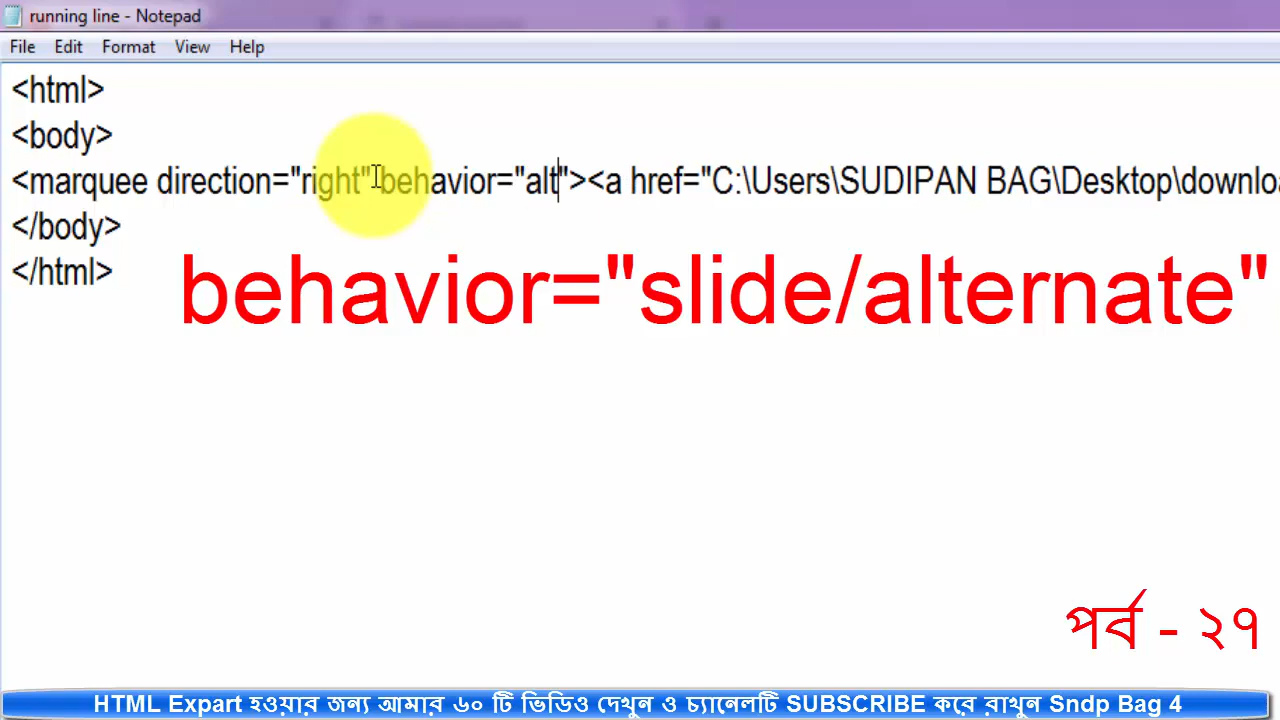 running line - Notepad
File Edit Format View Help
<html>
<body>
<marquee direction="right" behavior="alt"><a href="C:\Users\SUDIPAN BAG\Desktop\downloa
</body>
</html>
behavior="slide/alternate"
পর্ব - ২৭
HTML Expart হওয়ার জন্য আমার ৬০ টি ভিডিও দেখুন ও চ্যানেলটি SUBSCRIBE করে রাখুন Sndp Bag 4